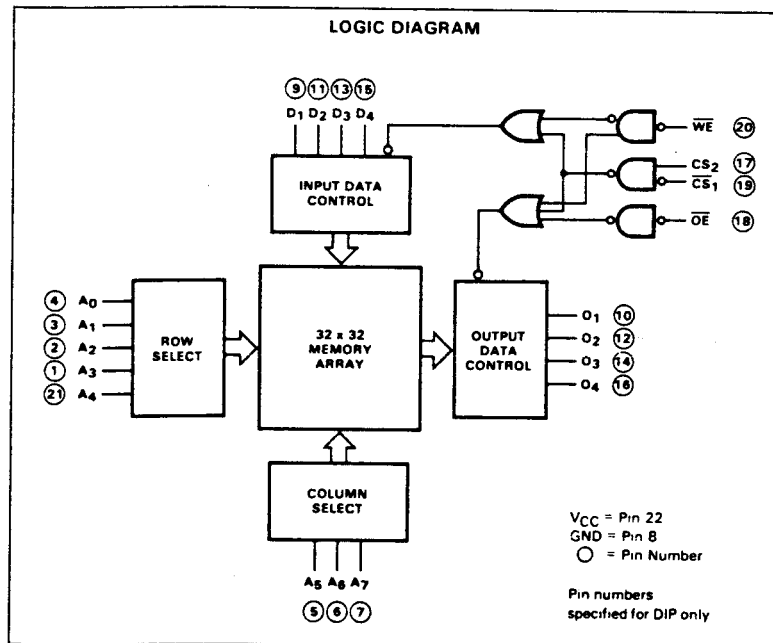 LOGIC DIAGRAM
9 11 13 15
D1 D2 D3 D4
WE 20
CS2 17
CS1 19
OE 18
INPUT DATA
CONTROL
4 A0
3 A1
2 A2
1 A3
21 A4
ROW
SELECT
32 x 32
MEMORY
ARRAY
OUTPUT
DATA
CONTROL
O1 10
O2 12
O3 14
O4 16
COLUMN
SELECT
A5 A6 A7
5 6 7
VCC = Pin 22
GND = Pin 8
= Pin Number
Pin numbers
specified for DIP only